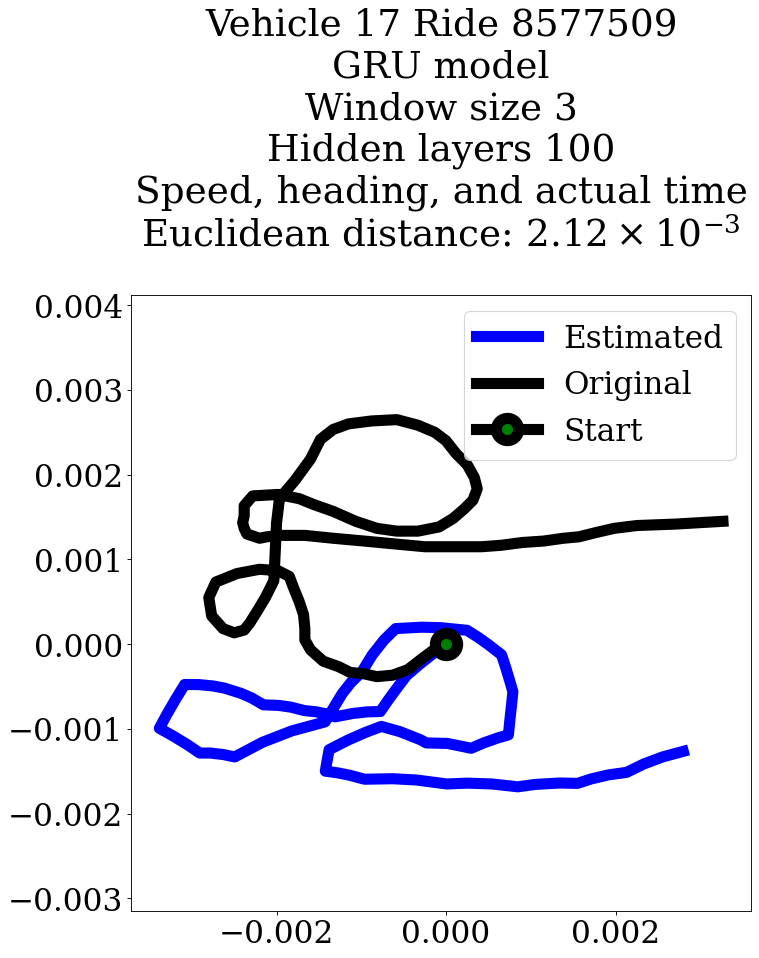 Vehicle 17 Ride 8577509
GRU model
Window size 3
Hidden layers 100
Speed, heading, and actual time
Euclidean distance: 2.12 × 10⁻³
Estimated
Original
Start
0.004
0.003
0.002
0.001
0.000
−0.001
−0.002
−0.003
−0.002 0.000 0.002